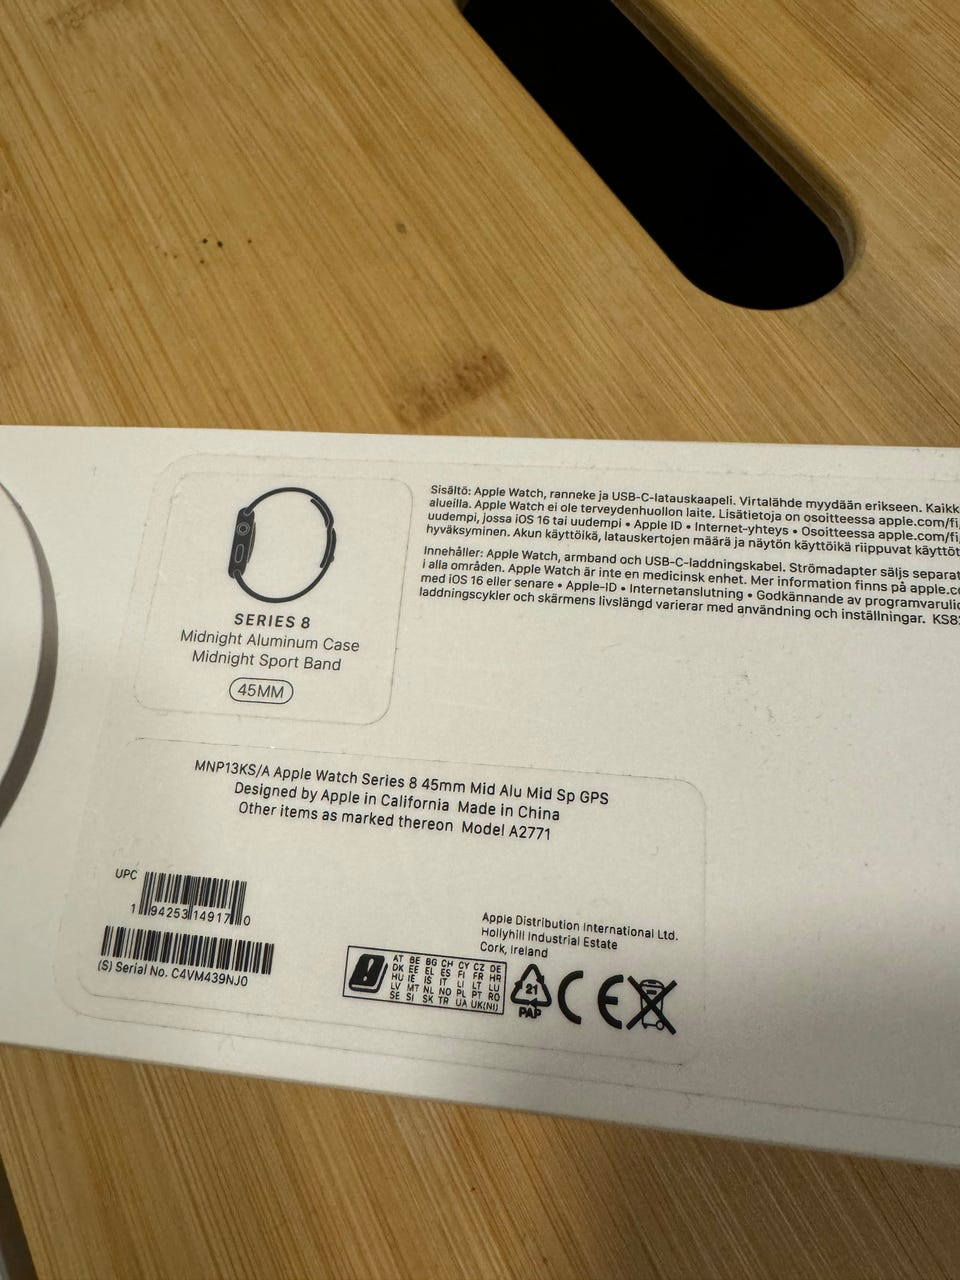 SERIES 8
Midnight Aluminum Case
Midnight Sport Band
45MM
Sisältö: Apple Watch, ranneke ja USB-C-latauskaapeli. Virtalähde myydään erikseen. Kaikk
alueilla. Apple Watch ei ole terveydenhuollon laite. Lisätietoja on osoitteessa apple.com/fi
uudempi, jossa iOS 16 tai uudempi • Apple ID • Internet-yhteys • Osoitteessa apple.com/fi
hyväksyminen. Akun käyttöikä, latauskertojen määrä ja näytön käyttöikä riippuvat käyttöt
Innehåller: Apple Watch, armband och USB-C-laddningskabel. Strömadapter säljs separat
i alla områden. Apple Watch är inte en medicinsk enhet. Mer information finns på apple.co
med iOS 16 eller senare • Apple-ID • Internetanslutning • Godkännande av programvarulic
laddningscykler och skärmens livslängd varierar med användning och inställningar. KS82
MNP13KS/A Apple Watch Series 8 45mm Mid Alu Mid Sp GPS
Designed by Apple in California Made in China
Other items as marked thereon Model A2771
UPC
1 94253 14917 0
(S) Serial No. C4VM439NJ0
Apple Distribution International Ltd.
Hollyhill Industrial Estate
Cork, Ireland
AT BE BG CH CY CZ DE
DK EE EL ES FI FR HR
HU IE IS IT LI LT LU
LV MT NL NO PL PT RO
SE SI SK TR UA UK(NI)
21
PAP
CE